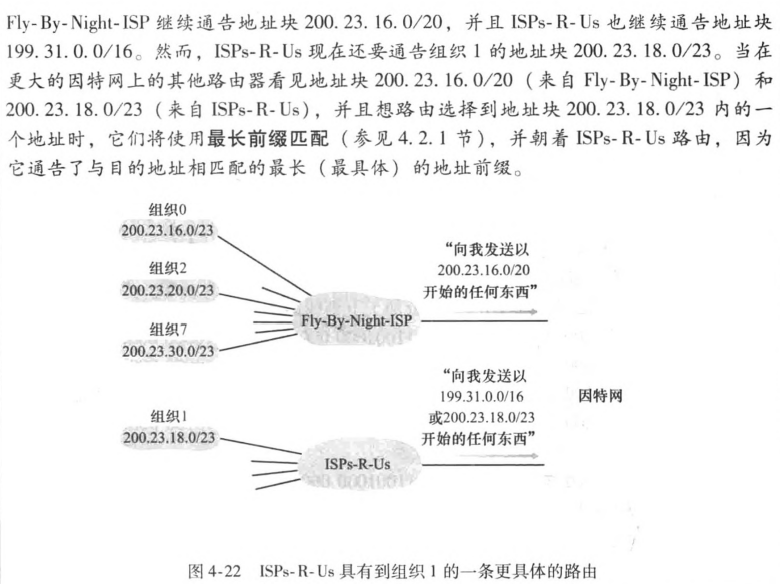 Fly-By-Night-ISP 继续通告地址块 200.23.16.0/20，并且 ISPs-R-Us 也继续通告地址块
199.31.0.0/16。然而，ISPs-R-Us 现在还要通告组织 1 的地址块 200.23.18.0/23。当在
更大的因特网上的其他路由器看见地址块 200.23.16.0/20（来自 Fly-By-Night-ISP）和
200.23.18.0/23（来自 ISPs-R-Us），并且想路由选择到地址块 200.23.18.0/23 内的一
个地址时，它们将使用最长前缀匹配（参见 4.2.1 节），并朝着 ISPs-R-Us 路由，因为
它通告了与目的地址相匹配的最长（最具体）的地址前缀。
组织0
200.23.16.0/23
组织2
200.23.20.0/23
组织7
200.23.30.0/23
Fly-By-Night-ISP
“向我发送以
200.23.16.0/20
开始的任何东西”
组织1
200.23.18.0/23
ISPs-R-Us
“向我发送以
199.31.0.0/16
或200.23.18.0/23
开始的任何东西”
因特网
图 4-22 ISPs-R-Us 具有到组织 1 的一条更具体的路由